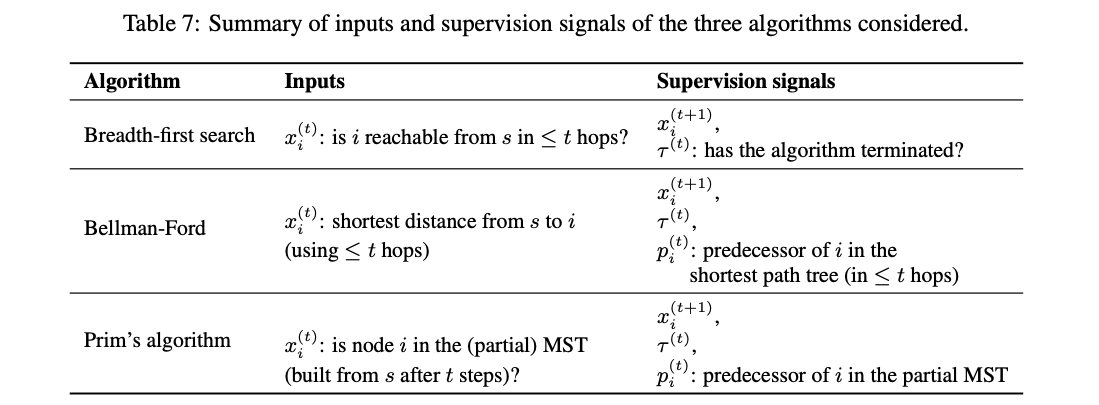 Table 7: Summary of inputs and supervision signals of the three algorithms considered.
Algorithm Inputs Supervision signals
Breadth-first search $x_i^{(t)}$: is $i$ reachable from $s$ in $\leq t$ hops? $x_i^{(t+1)}$,
$\tau^{(t)}$: has the algorithm terminated?
Bellman-Ford $x_i^{(t)}$: shortest distance from $s$ to $i$
(using $\leq t$ hops)
$x_i^{(t+1)}$,
$\tau^{(t)}$,
$p_i^{(t)}$: predecessor of $i$ in the
shortest path tree (in $\leq t$ hops)
Prim's algorithm $x_i^{(t)}$: is node $i$ in the (partial) MST
(built from $s$ after $t$ steps)?
$x_i^{(t+1)}$,
$\tau^{(t)}$,
$p_i^{(t)}$: predecessor of $i$ in the partial MST